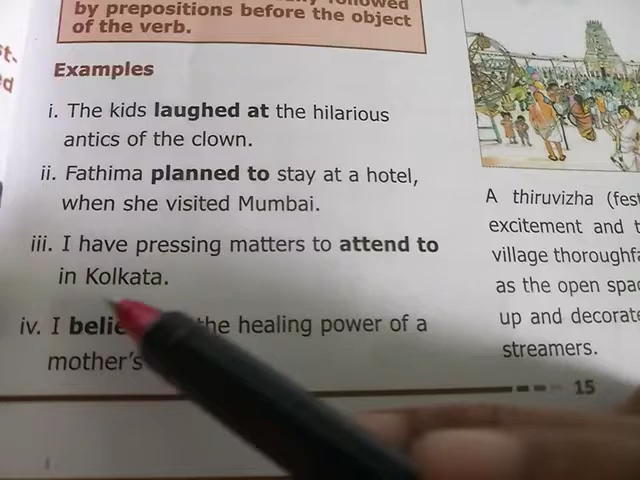 by prepositions before the object
of the verb.
Examples
i. The kids laughed at the hilarious
antics of the clown.
ii. Fathima planned to stay at a hotel,
when she visited Mumbai.
iii. I have pressing matters to attend to
in Kolkata.
iv. I the healing power of a
mother's
A thiruvizha
excitement and
village
as the open
up and
streamers.
15